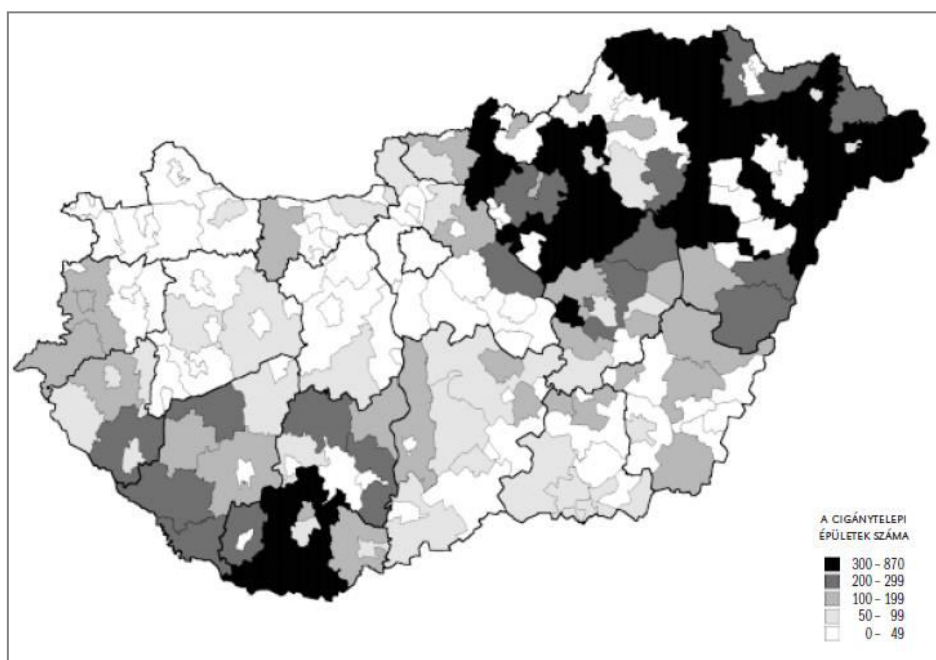 A CIGÁNYTELEPI
ÉPÜLETEK SZÁMA
300 – 870
200 – 299
100 – 199
50 – 99
0 – 49